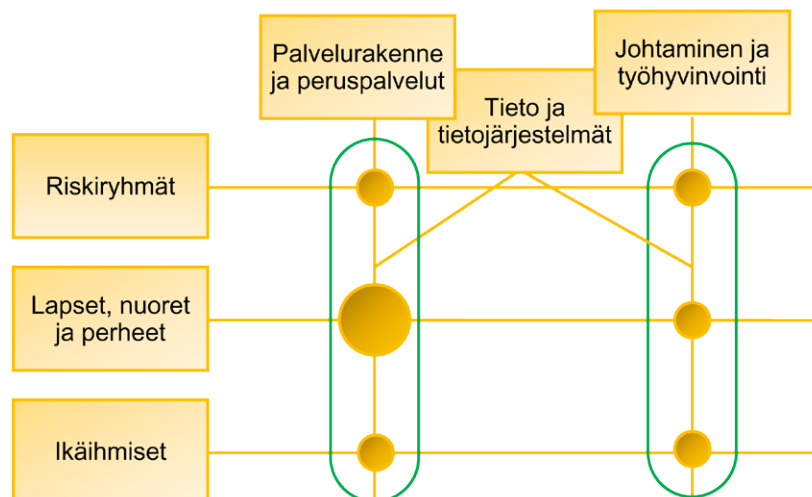 Palvelurakenne
ja peruspalvelut
Johtaminen ja
työhyvinvointi
Tieto ja
tietojärjestelmät
Riskiryhmät
Lapset, nuoret
ja perheet
Ikäihmiset